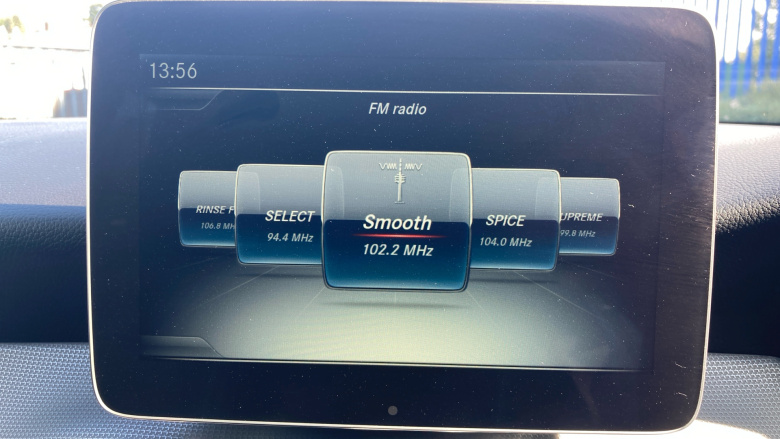 13:56
FM radio
RINSE F
106.8 MH
SELECT
94.4 MHz
Smooth
102.2 MHz
SPICE
104.0 MHz
UPREME
99.8 MHz